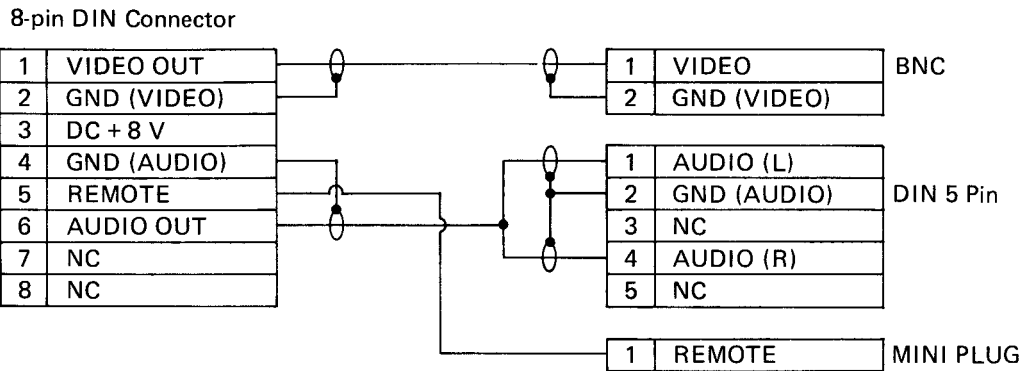 8-pin DIN Connector
1 VIDEO OUT
2 GND (VIDEO)
3 DC + 8 V
4 GND (AUDIO)
5 REMOTE
6 AUDIO OUT
7 NC
8 NC
1 VIDEO BNC
2 GND (VIDEO)
1 AUDIO (L)
2 GND (AUDIO) DIN 5 Pin
3 NC
4 AUDIO (R)
5 NC
1 REMOTE MINI PLUG